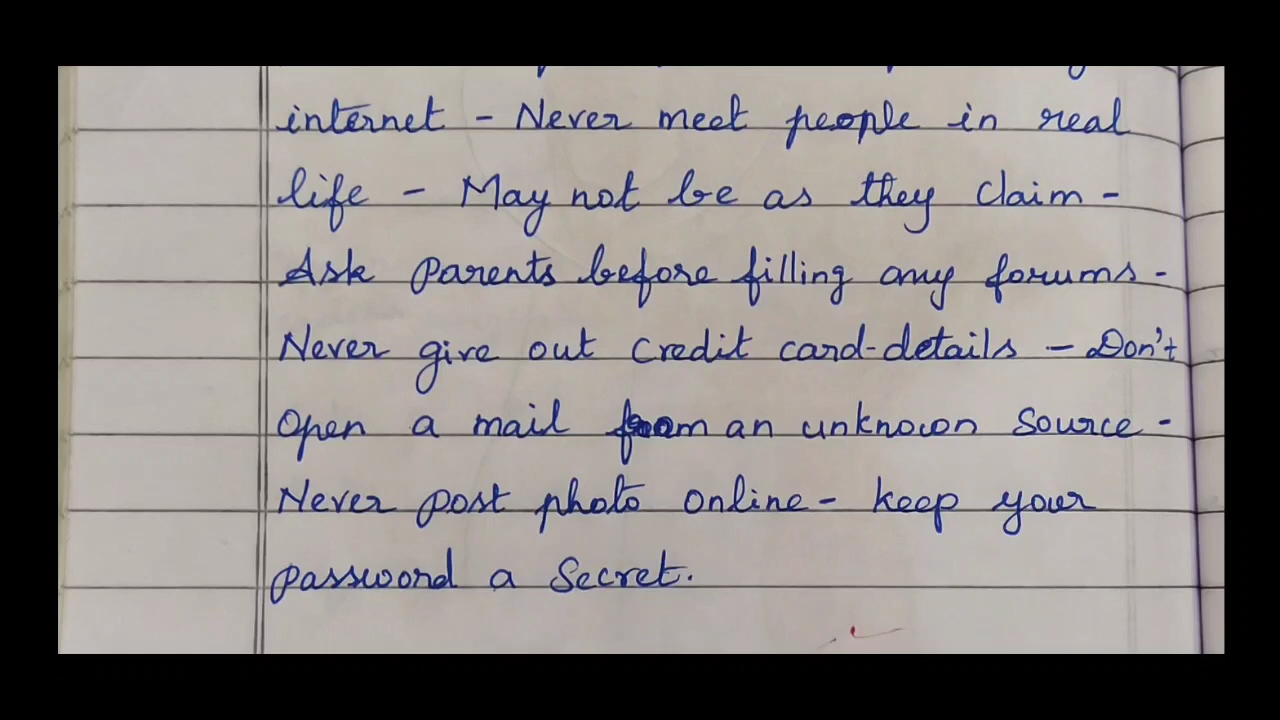 internet - Never meet people in real
life - May not be as they claim -
Ask parents before filling any forums -
Never give out credit card-details - Don't
open a mail from an unknown source -
Never post photo online - keep your
password a secret.